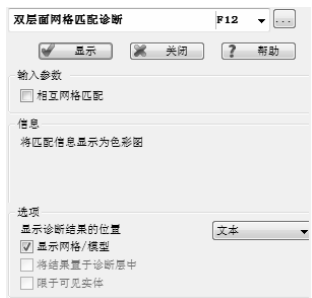 双层面网格匹配诊断 F12 ...
显示 关闭 ? 帮助
输入参数
相互网格匹配
信息
将匹配信息显示为色彩图
选项
显示诊断结果的位置 文本
显示网格/模型
将结果置于诊断层中
限于可见实体